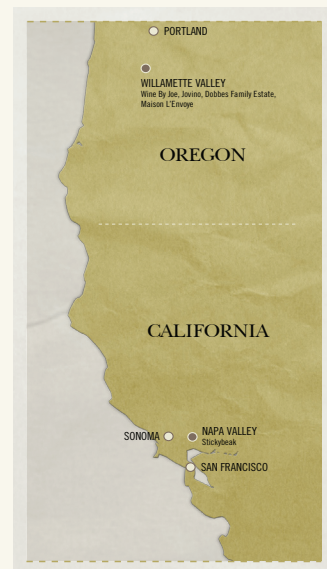 PORTLAND
WILLAMETTE VALLEY
Wine By Joe, Jovino, Dobbes Family Estate,
Maison L'Envoye
OREGON
CALIFORNIA
SONOMA
NAPA VALLEY
Stickybeak
SAN FRANCISCO